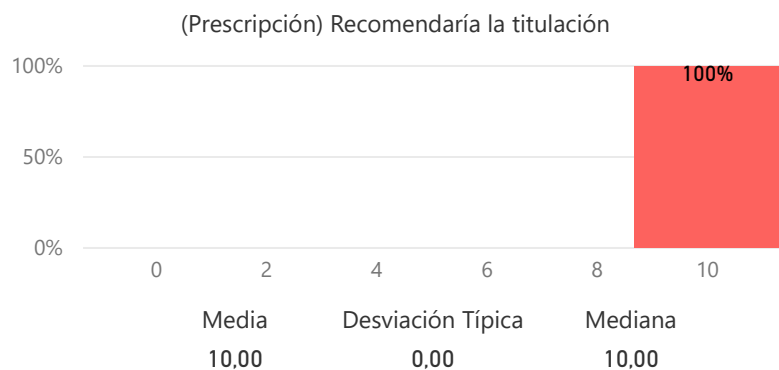 (Prescripción) Recomendaría la titulación
100%
100%
50%
0%
0 2 4 6 8 10
Media Desviación Típica Mediana
10,00 0,00 10,00